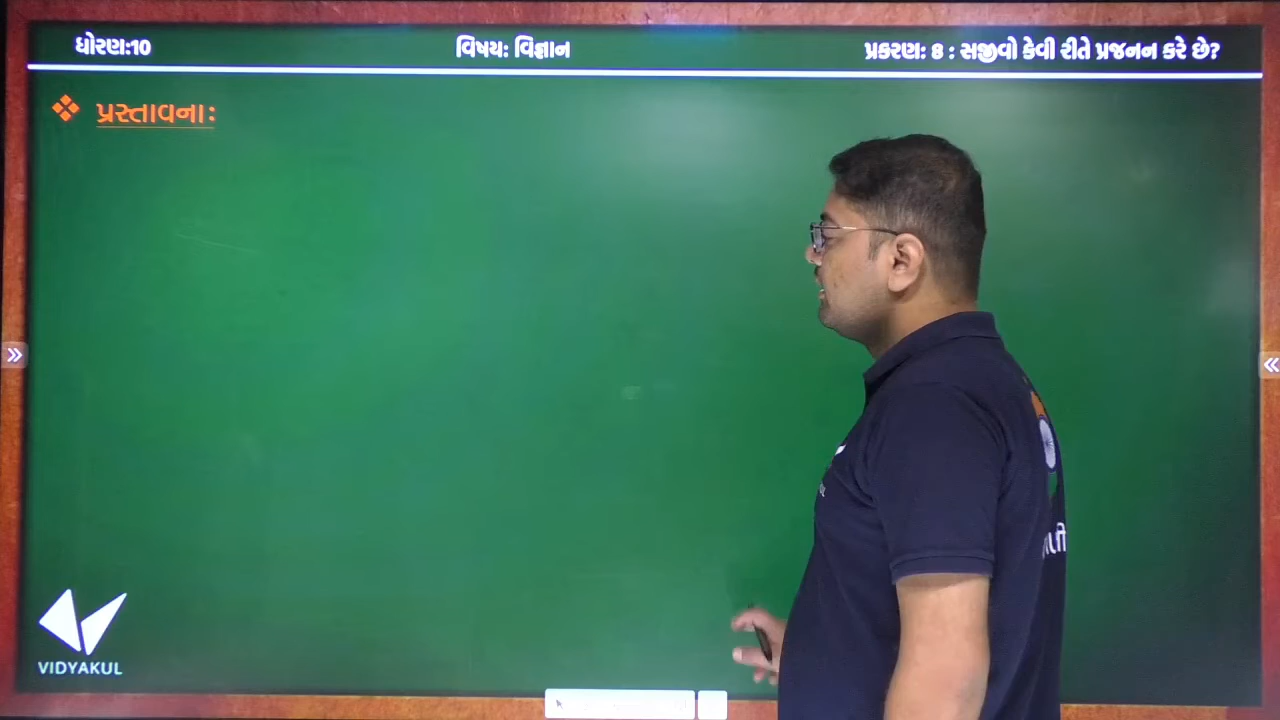 ધોરણ:10
વિષય: વિજ્ઞાન
પ્રકરણ: 8 : સજીવો કેવી રીતે પ્રજનન કરે છે?
❖ પ્રસ્તાવના:
VIDYAKUL